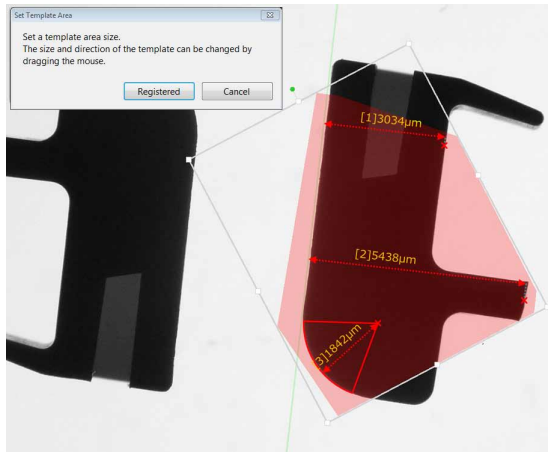 Set Template Area
Set a template area size.
The size and direction of the template can be changed by
dragging the mouse.
Registered
Cancel
[1]3034μm
[2]5438μm
[3]1842μm